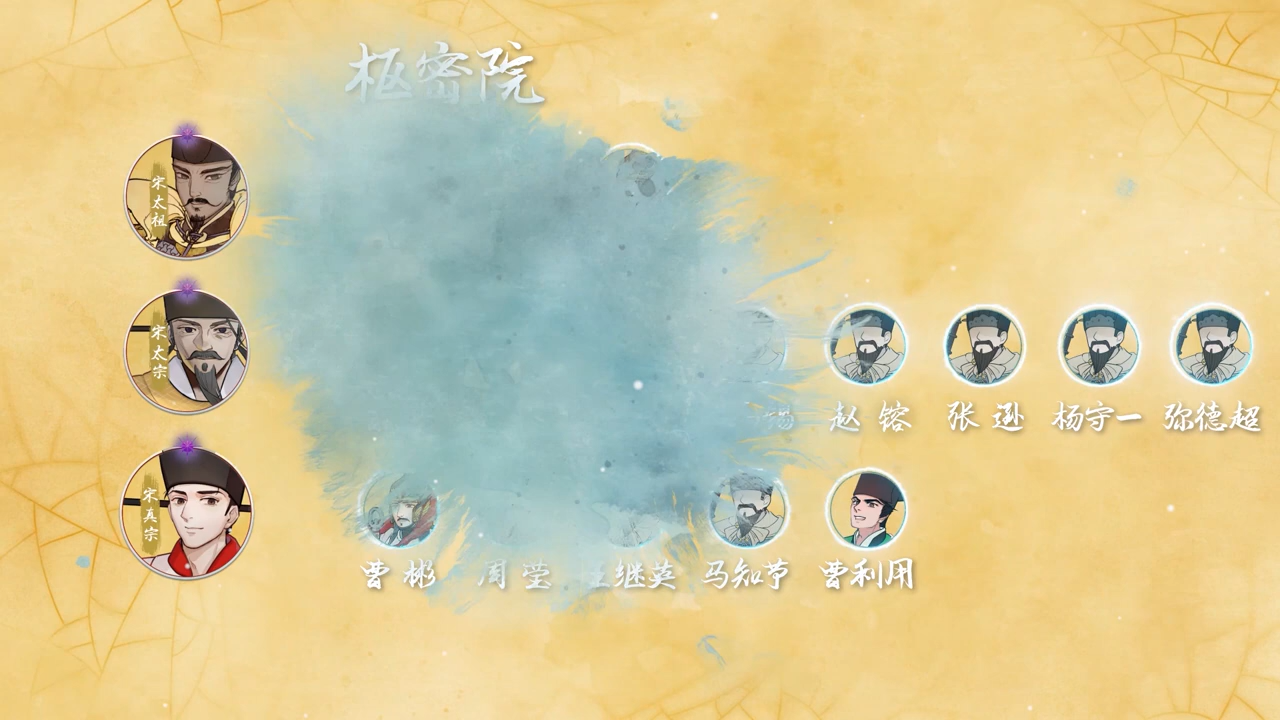 枢密院
宋太祖
宋太宗
赵镕 张逊 杨守一 弥德超
宋真宗
曹彬 周莹 王继英 马知节 曹利用